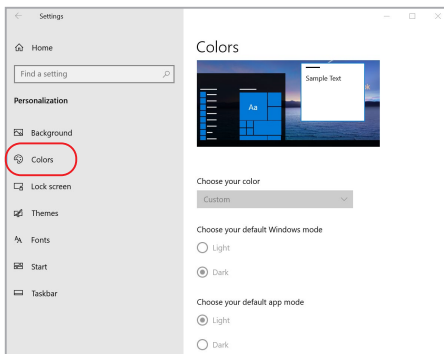 Settings
Home
Find a setting
Personalization
Background
Colors
Lock screen
Themes
Fonts
Start
Taskbar
Colors
Sample Text
Aa
Choose your color
Custom
Choose your default Windows mode
Light
Dark
Choose your default app mode
Light
Dark